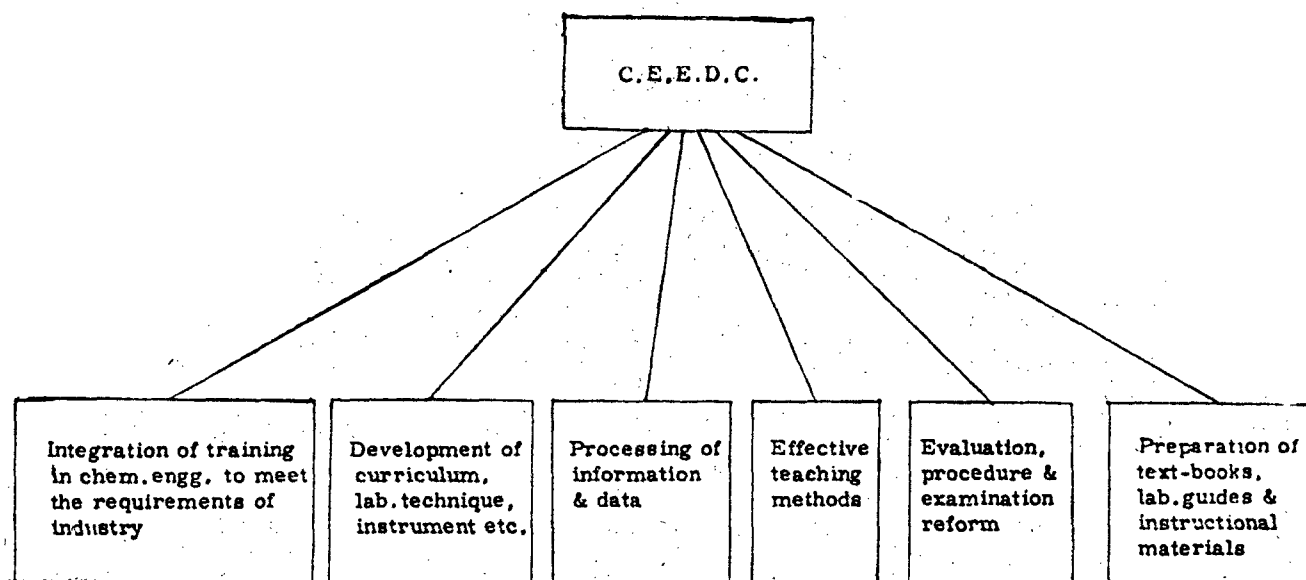 C.E.E.D.C.
Integration of training
in chem.engg. to meet
the requirements of
industry
Development of
curriculum,
lab.technique,
instrument etc.
Processing of
information
& data
Effective
teaching
methods
Evaluation,
procedure &
examination
reform
Preparation of
text-books,
lab.guides &
instructional
materials